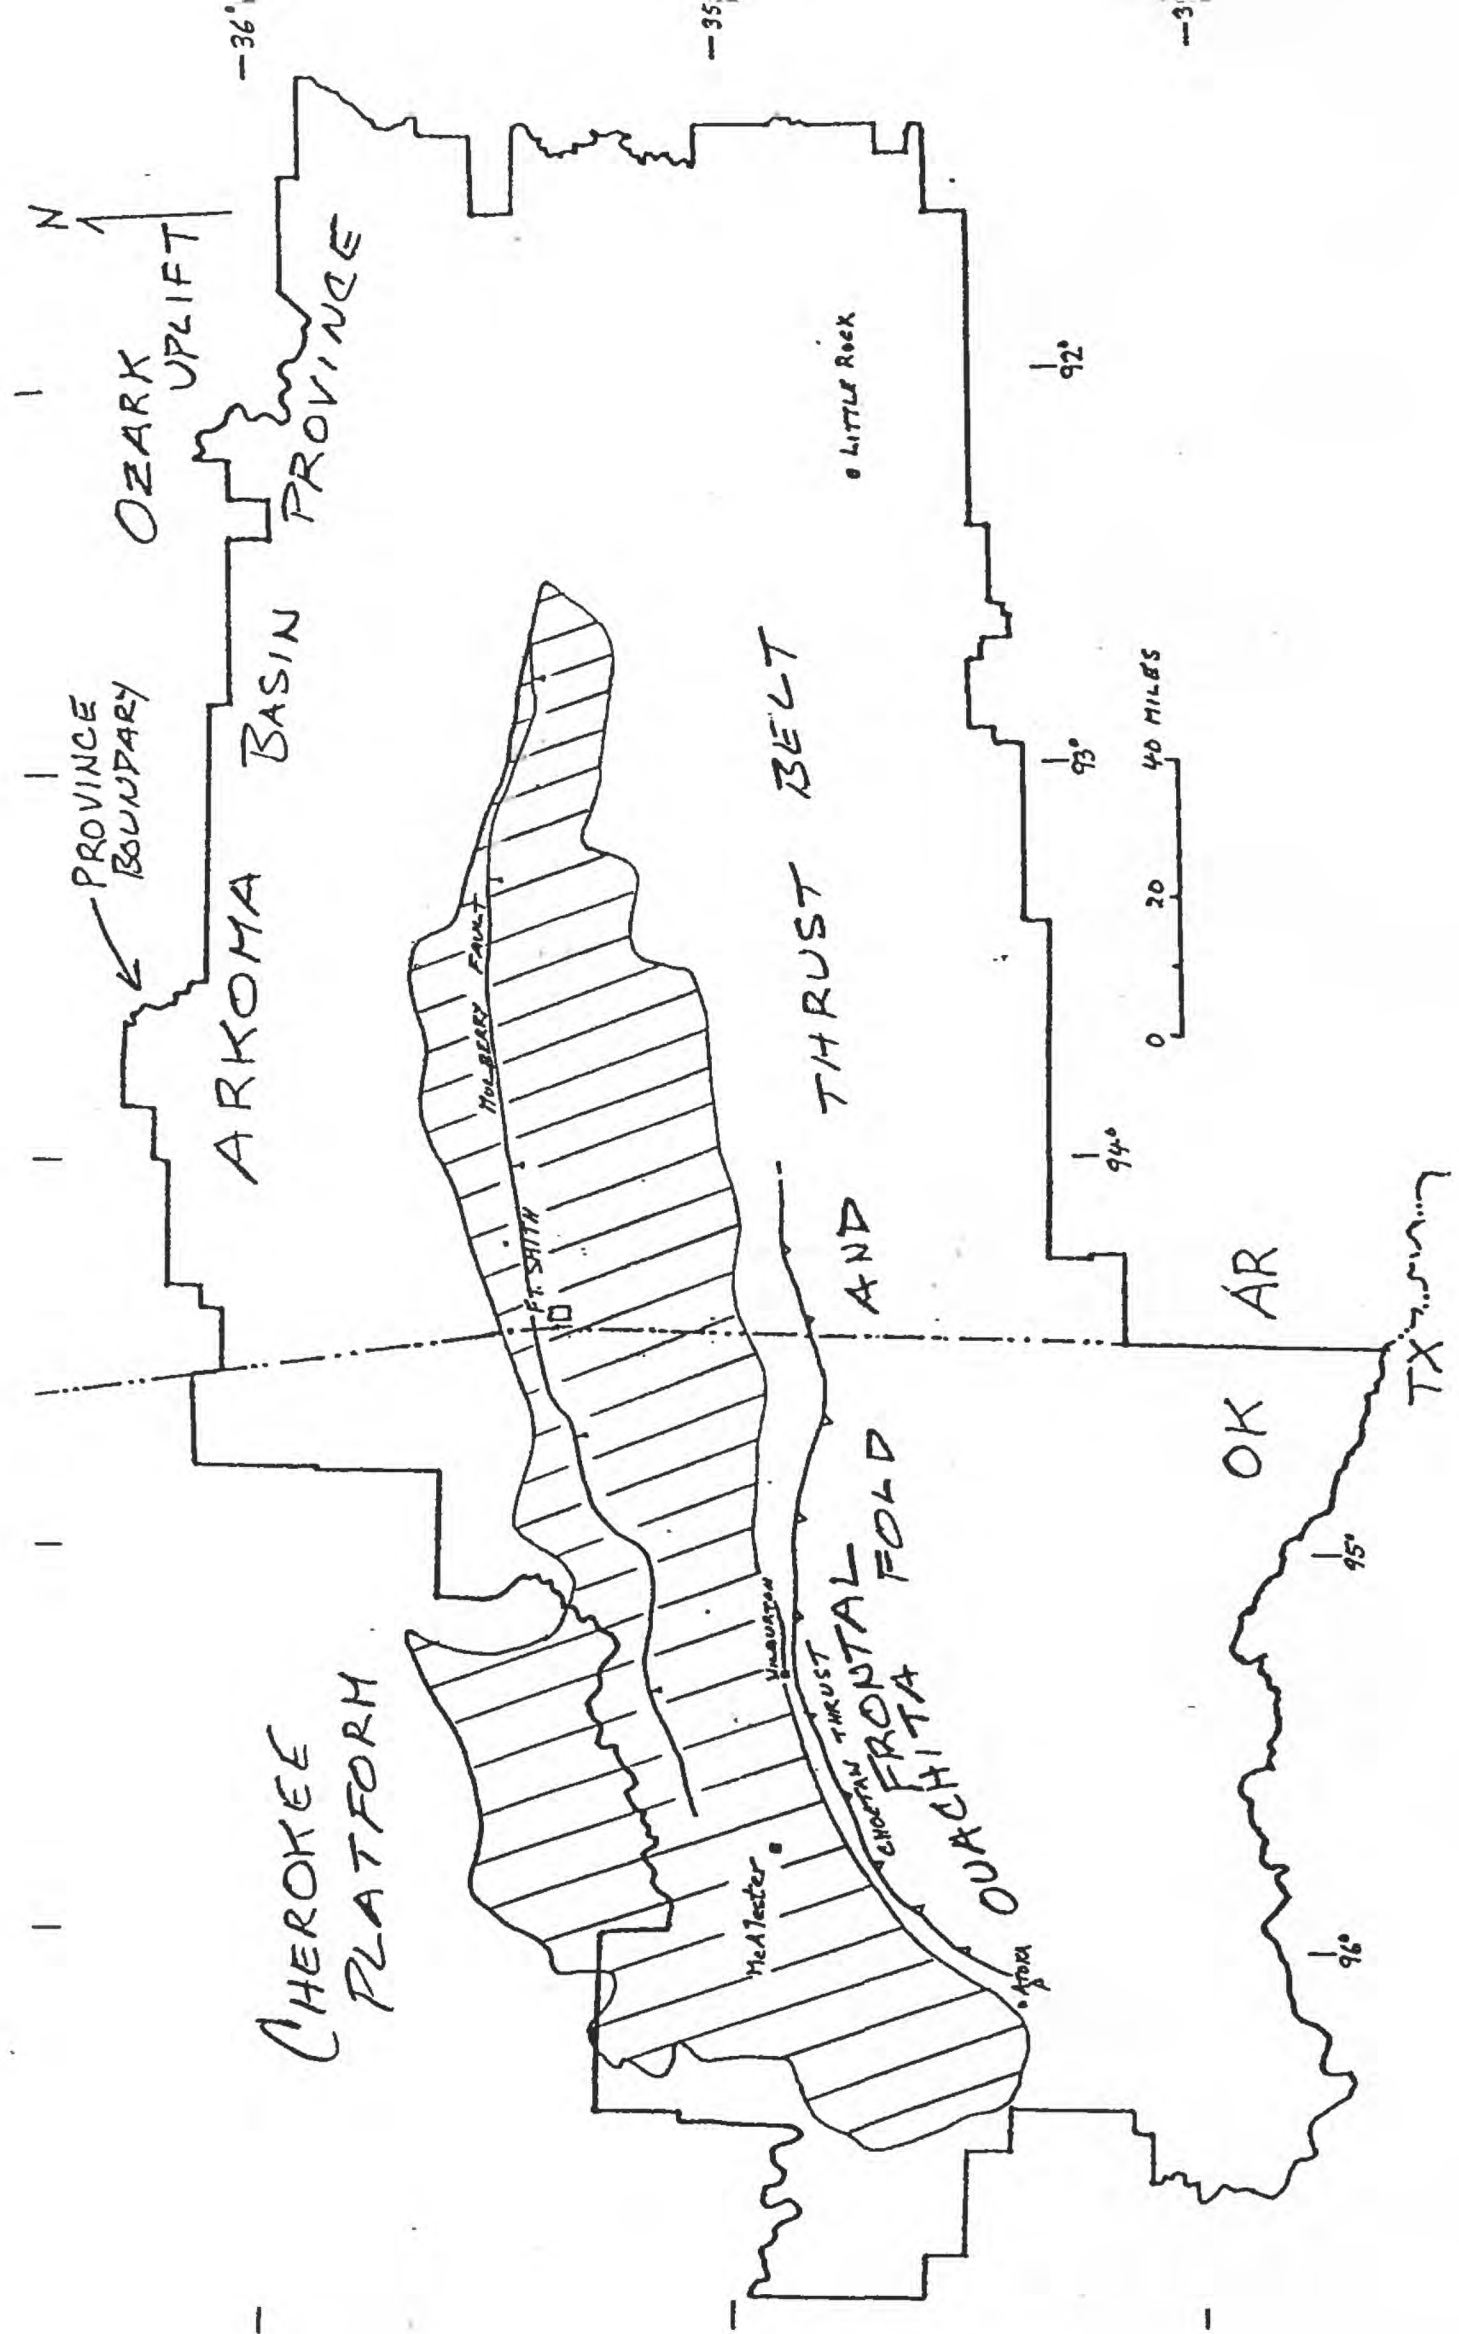 N
OZARK
UPLIFT
PROVINCE
BOUNDARY
ARKOMA BASIN PROVINCE
CHEROKEE
PLATFORM
-36°
-35
-3
MULBERRY FAULT
FT. SMITH
LITTLE ROCK
WILBURTON
McAlester
ATOKA
CHOCTAW THRUST
FRONTAL
OUACHITA FOLD AND THRUST BELT
OK
AR
TX
96°
95°
94°
93°
92°
0 20 40 MILES